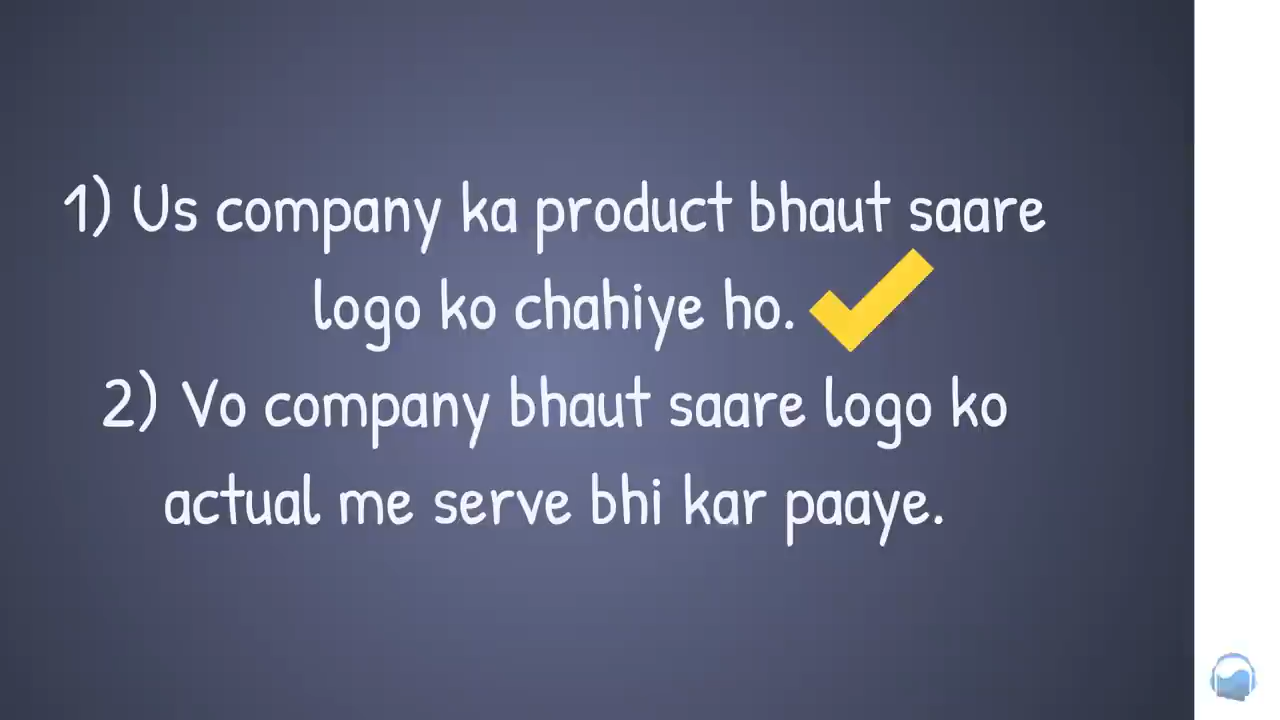 1) Us company ka product bhaut saare
logo ko chahiye ho.
2) Vo company bhaut saare logo ko
actual me serve bhi kar paaye.